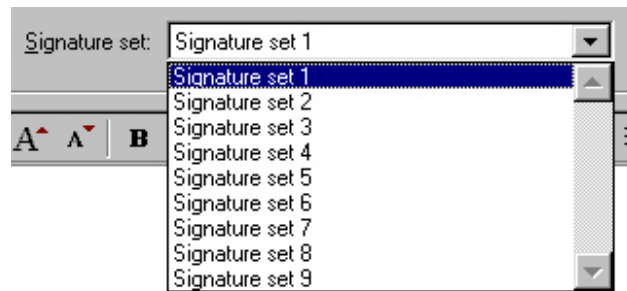 Signature set: Signature set 1
Signature set 1
Signature set 2
Signature set 3
A A B Signature set 4
Signature set 5
Signature set 6
Signature set 7
Signature set 8
Signature set 9